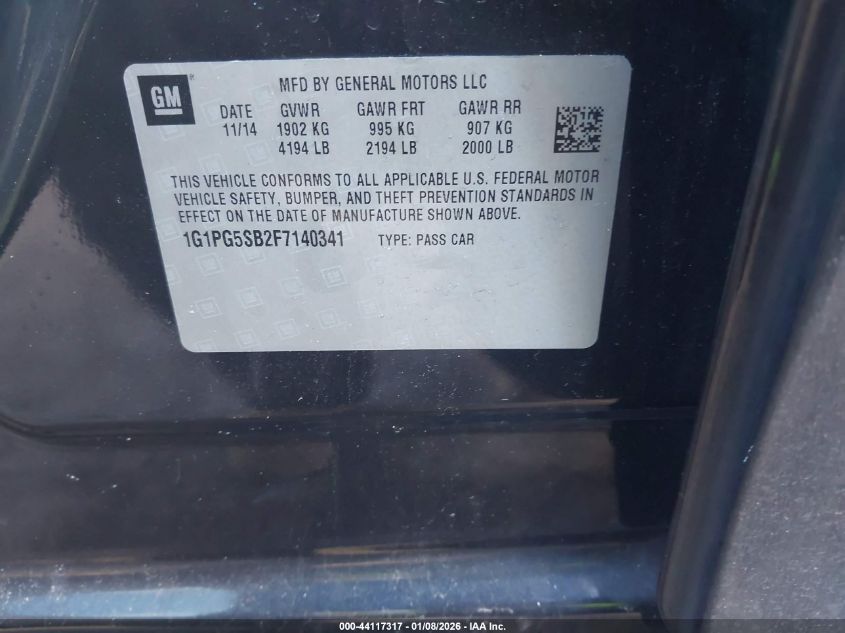 GM
MFD BY GENERAL MOTORS LLC
DATE GVWR GAWR FRT GAWR RR
11/14 1902 KG 995 KG 907 KG
4194 LB 2194 LB 2000 LB
THIS VEHICLE CONFORMS TO ALL APPLICABLE U.S. FEDERAL MOTOR
VEHICLE SAFETY, BUMPER, AND THEFT PREVENTION STANDARDS IN
EFFECT ON THE DATE OF MANUFACTURE SHOWN ABOVE.
1G1PG5SB2F7140341 TYPE: PASS CAR
000-44117317 - 01/08/2026 - IAA Inc.